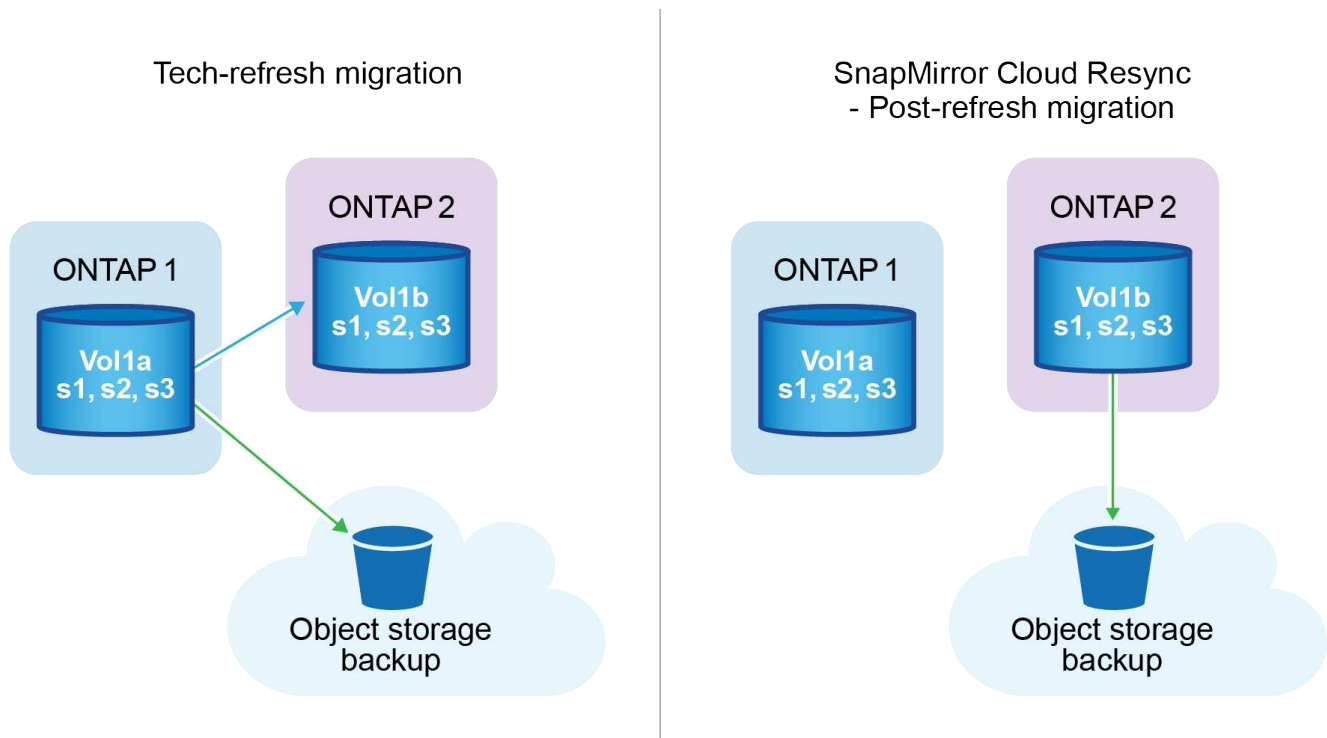 Tech-refresh migration
ONTAP 2
ONTAP 1
Vol1b
s1, s2, s3
Vol1a
s1, s2, s3
Object storage
backup
SnapMirror Cloud Resync
- Post-refresh migration
ONTAP 2
ONTAP 1
Vol1b
s1, s2, s3
Vol1a
s1, s2, s3
Object storage
backup